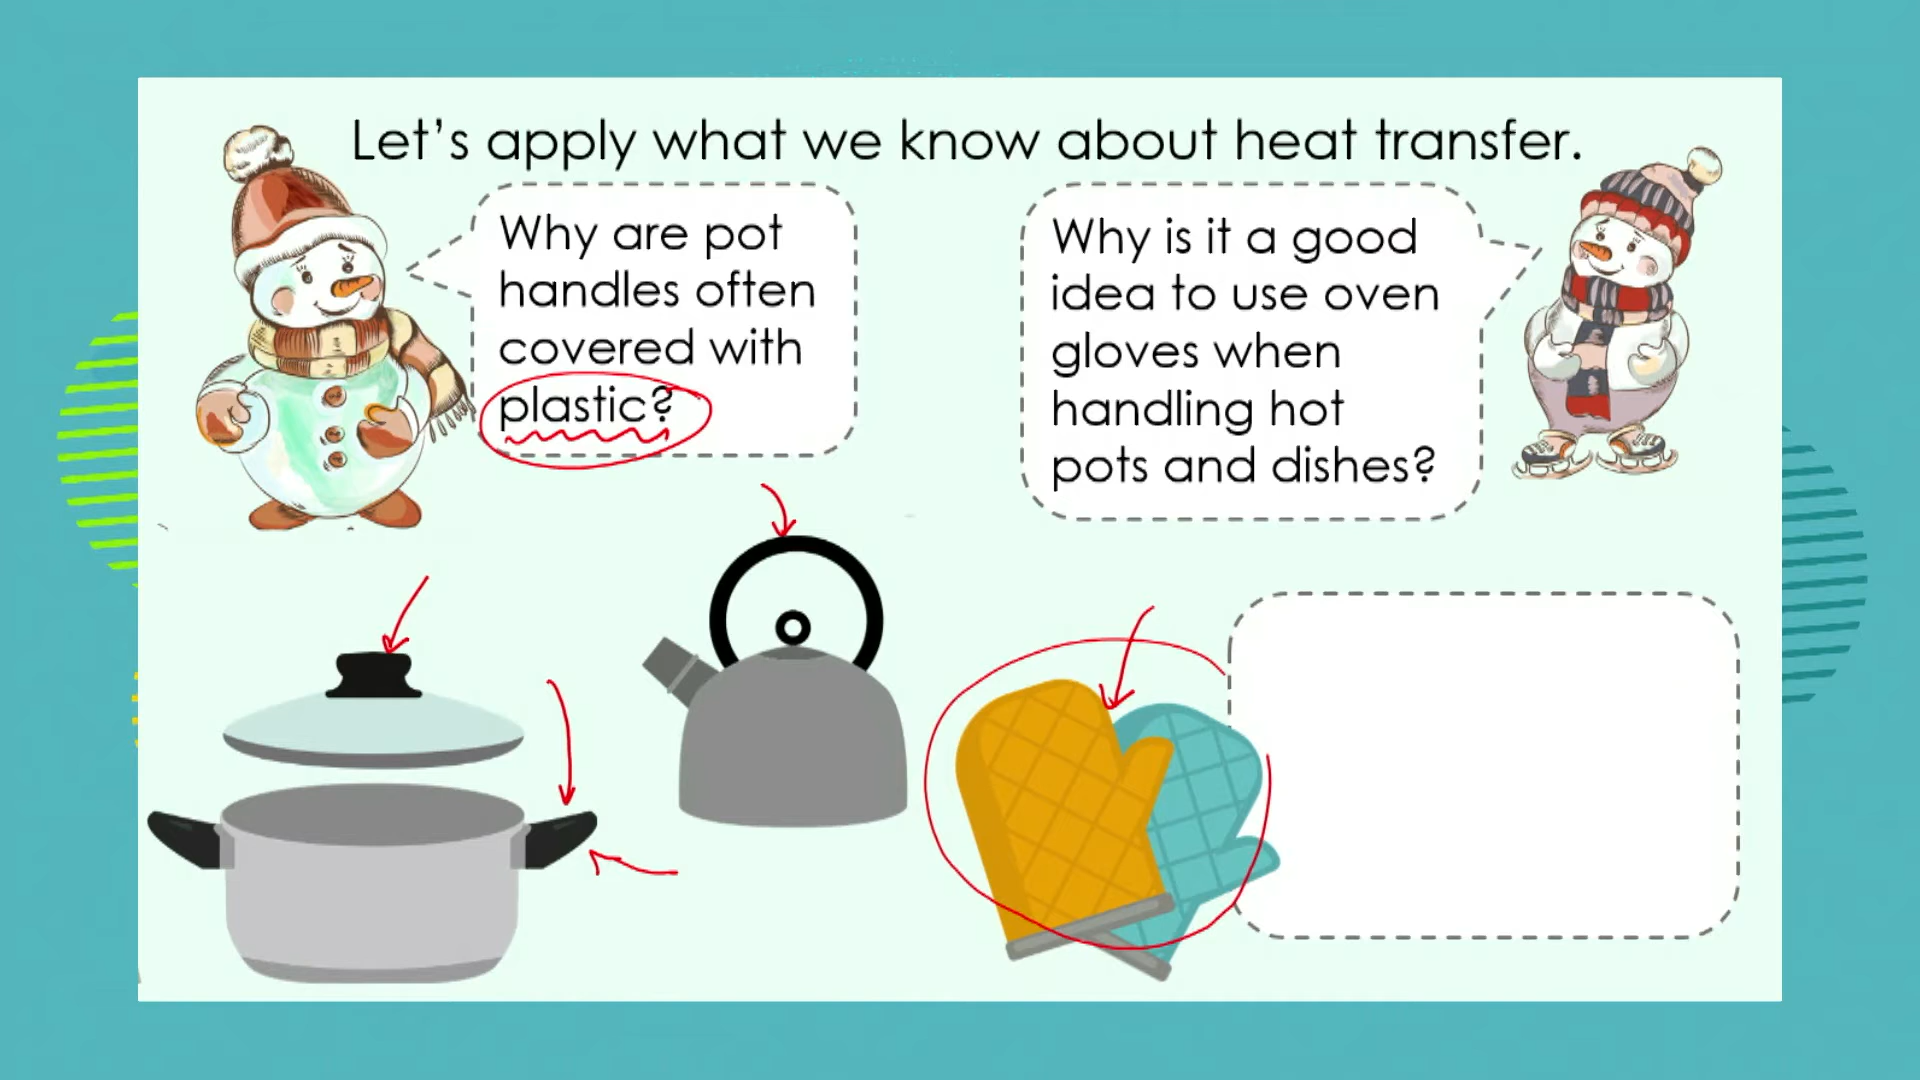 Let's apply what we know about heat transfer.
Why are pot
handles often
covered with
plastic?
Why is it a good
idea to use oven
gloves when
handling hot
pots and dishes?